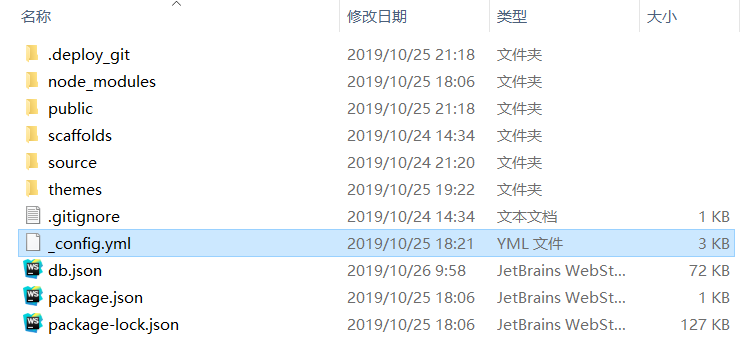 名称 修改日期 类型 大小
.deploy_git 2019/10/25 21:18 文件夹
node_modules 2019/10/25 18:06 文件夹
public 2019/10/25 21:18 文件夹
scaffolds 2019/10/24 14:34 文件夹
source 2019/10/24 21:20 文件夹
themes 2019/10/25 19:22 文件夹
.gitignore 2019/10/24 14:34 文本文档 1 KB
_config.yml 2019/10/25 18:21 YML 文件 3 KB
WS db.json 2019/10/26 9:58 JetBrains WebSt... 72 KB
WS package.json 2019/10/25 18:06 JetBrains WebSt... 1 KB
WS package-lock.json 2019/10/25 18:06 JetBrains WebSt... 127 KB